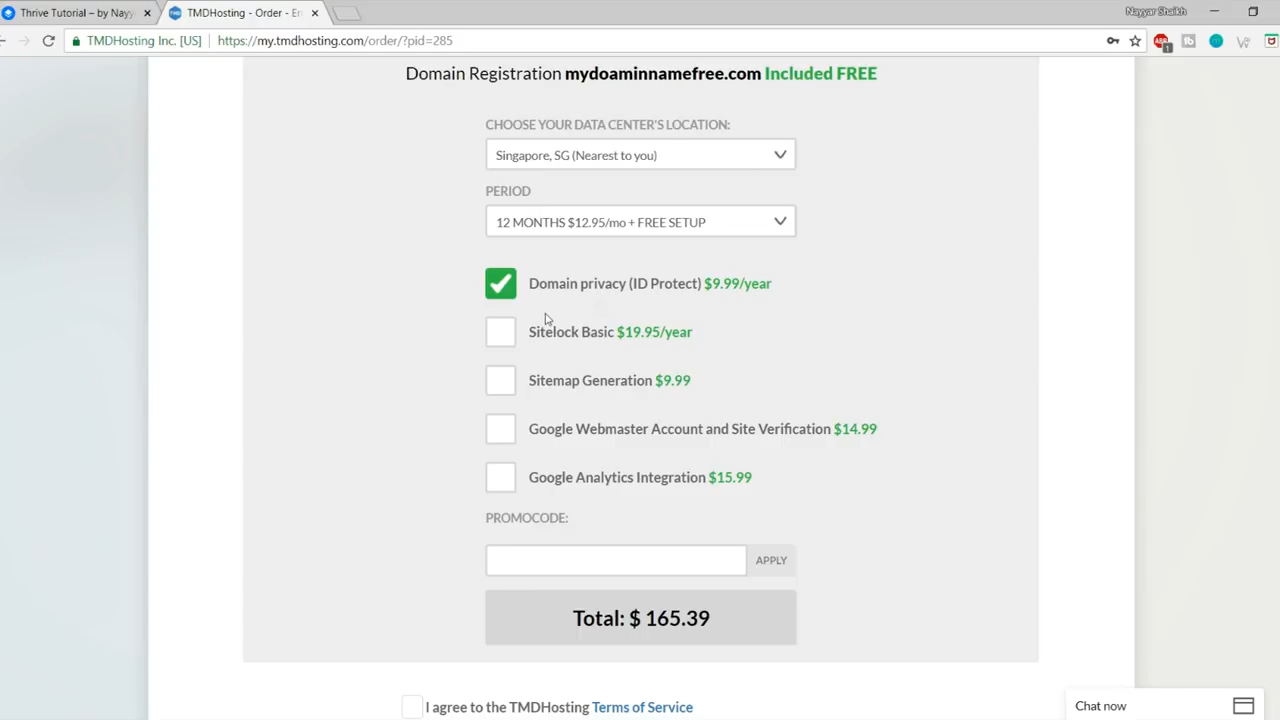 Thrive Tutorial – by Nayy
TMDHosting - Order - En
Nayyar Shaikh
TMDHosting Inc. [US]
https://my.tmdhosting.com/order/?pid=285
Domain Registration mydoaminnamefree.com Included FREE
CHOOSE YOUR DATA CENTER'S LOCATION:
Singapore, SG (Nearest to you)
PERIOD
12 MONTHS $12.95/mo + FREE SETUP
Domain privacy (ID Protect) $9.99/year
Sitelock Basic $19.95/year
Sitemap Generation $9.99
Google Webmaster Account and Site Verification $14.99
Google Analytics Integration $15.99
PROMOCODE:
APPLY
Total: $ 165.39
I agree to the TMDHosting Terms of Service
Chat now